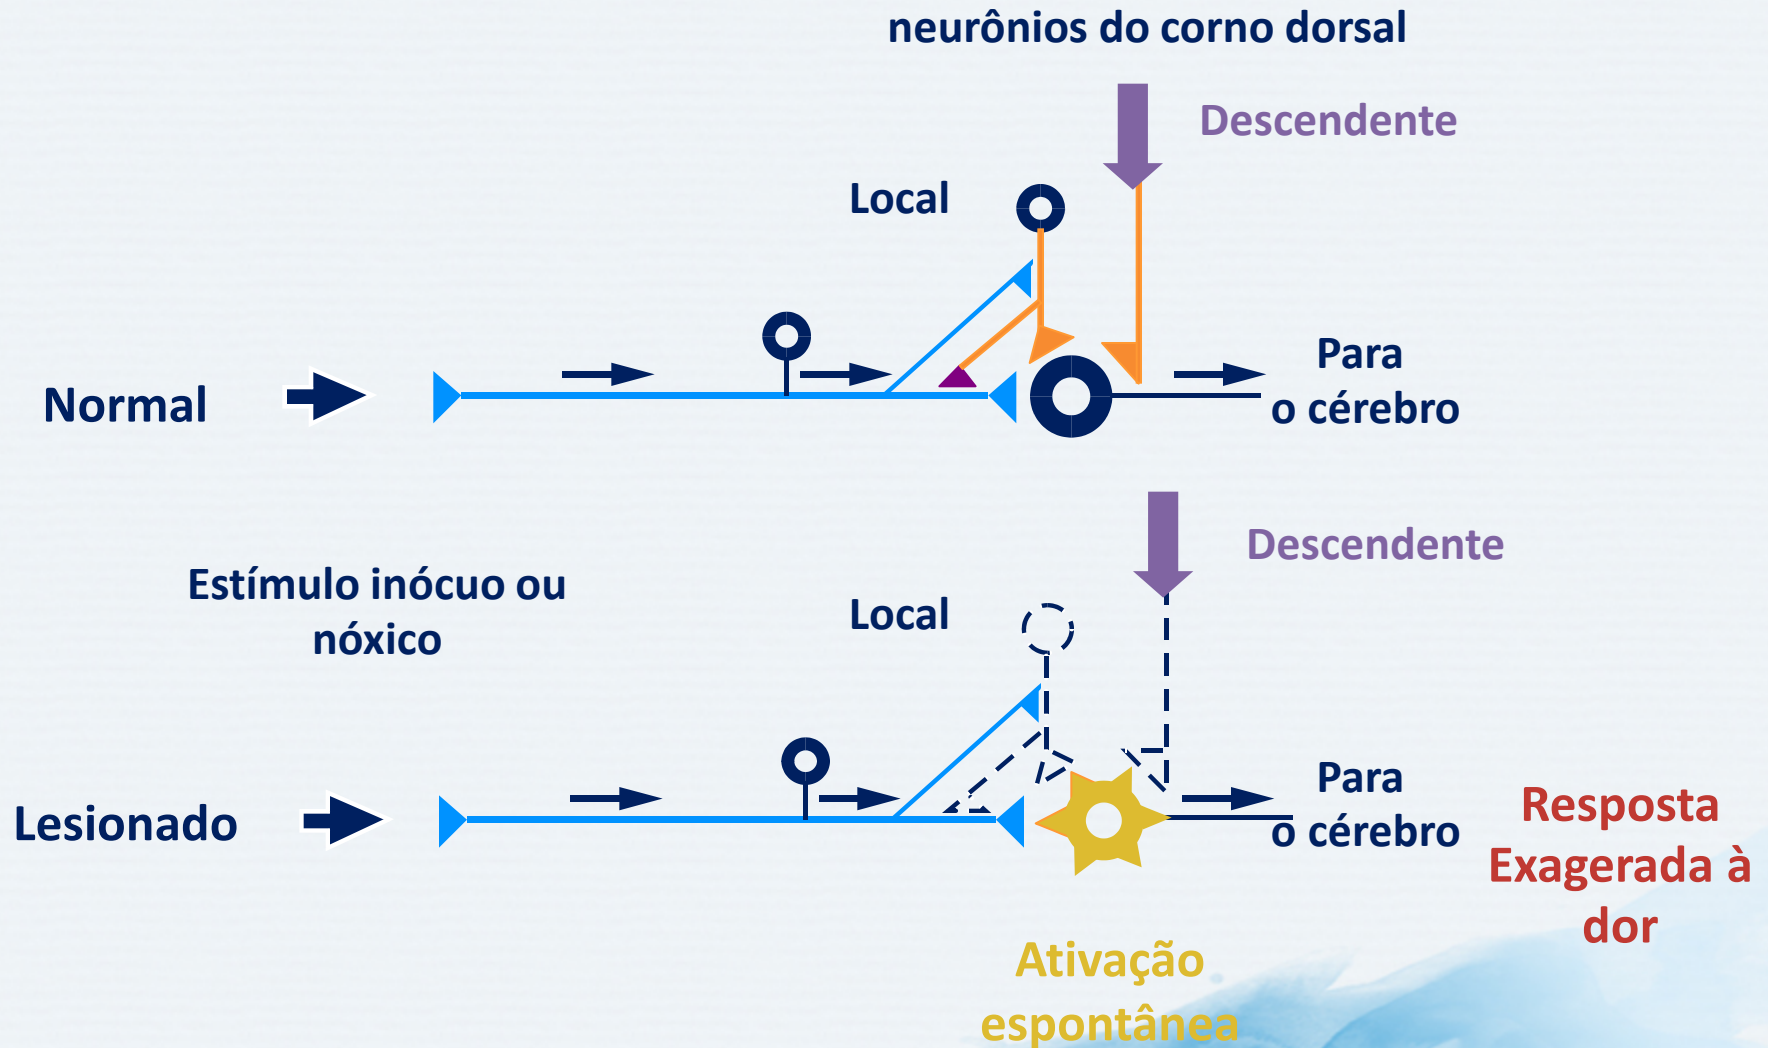 neurônios do corno dorsal
Descendente
Local
Normal
Para
o cérebro
Descendente
Estímulo inócuo ou
nóxico
Local
Lesionado
Para
o cérebro
Resposta
Exagerada à
dor
Ativação
espontânea